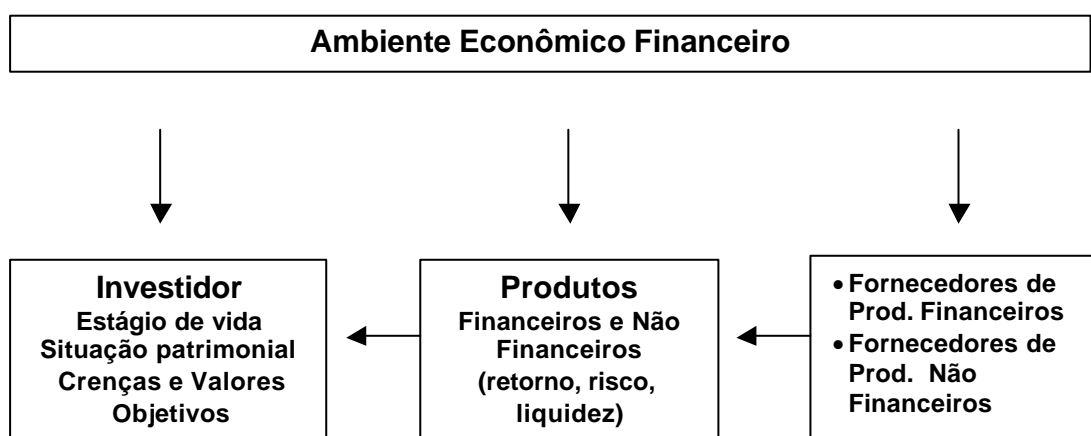 Ambiente Econômico Financeiro
Investidor
Estágio de vida
Situação patrimonial
Crenças e Valores
Objetivos
Produtos
Financeiros e Não
Financeiros
(retorno, risco,
liquidez)
• Fornecedores de
Prod. Financeiros
• Fornecedores de
Prod. Não
Financeiros